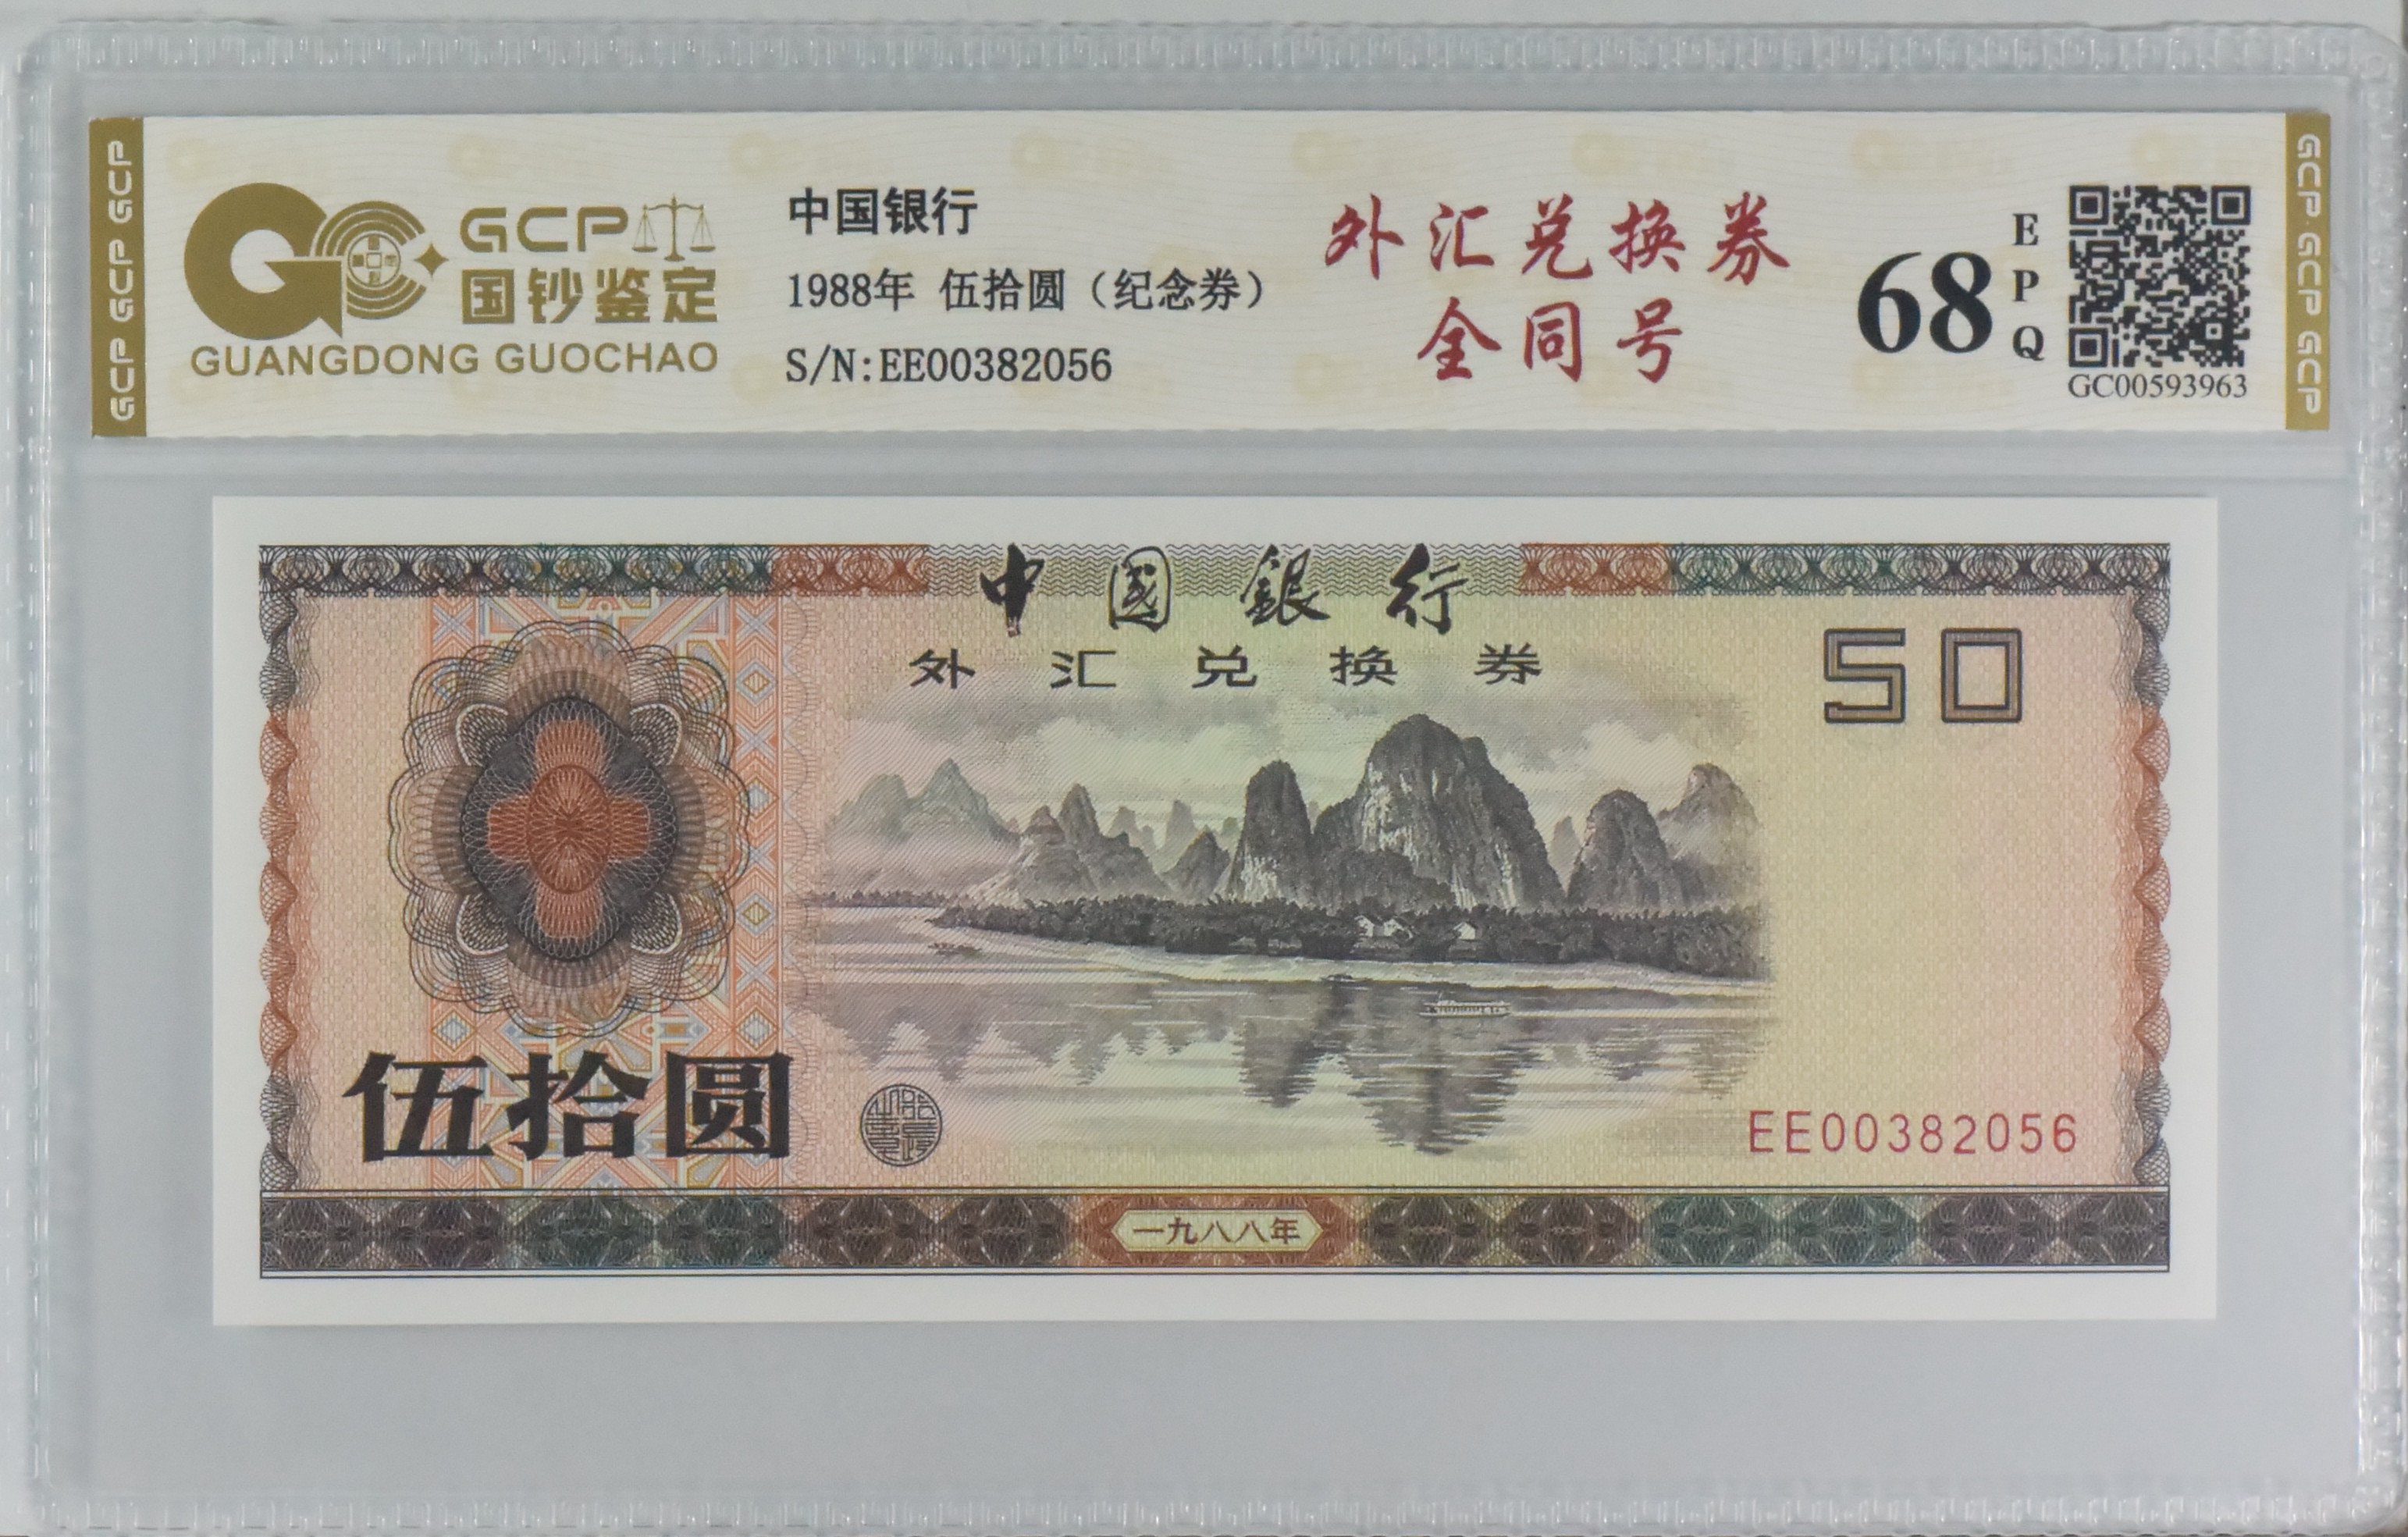 GCP GCP GCP
GCP
国钞鉴定
GUANGDONG GUOCHAO
中国银行
1988年 伍拾圆（纪念券）
S/N:EE00382056
外汇兑换券
全同号
68
EPQ
GC00593963
GCP·GCP GCP
中國銀行
外汇兑换券
50
伍拾圆
EE00382056
一九八八年